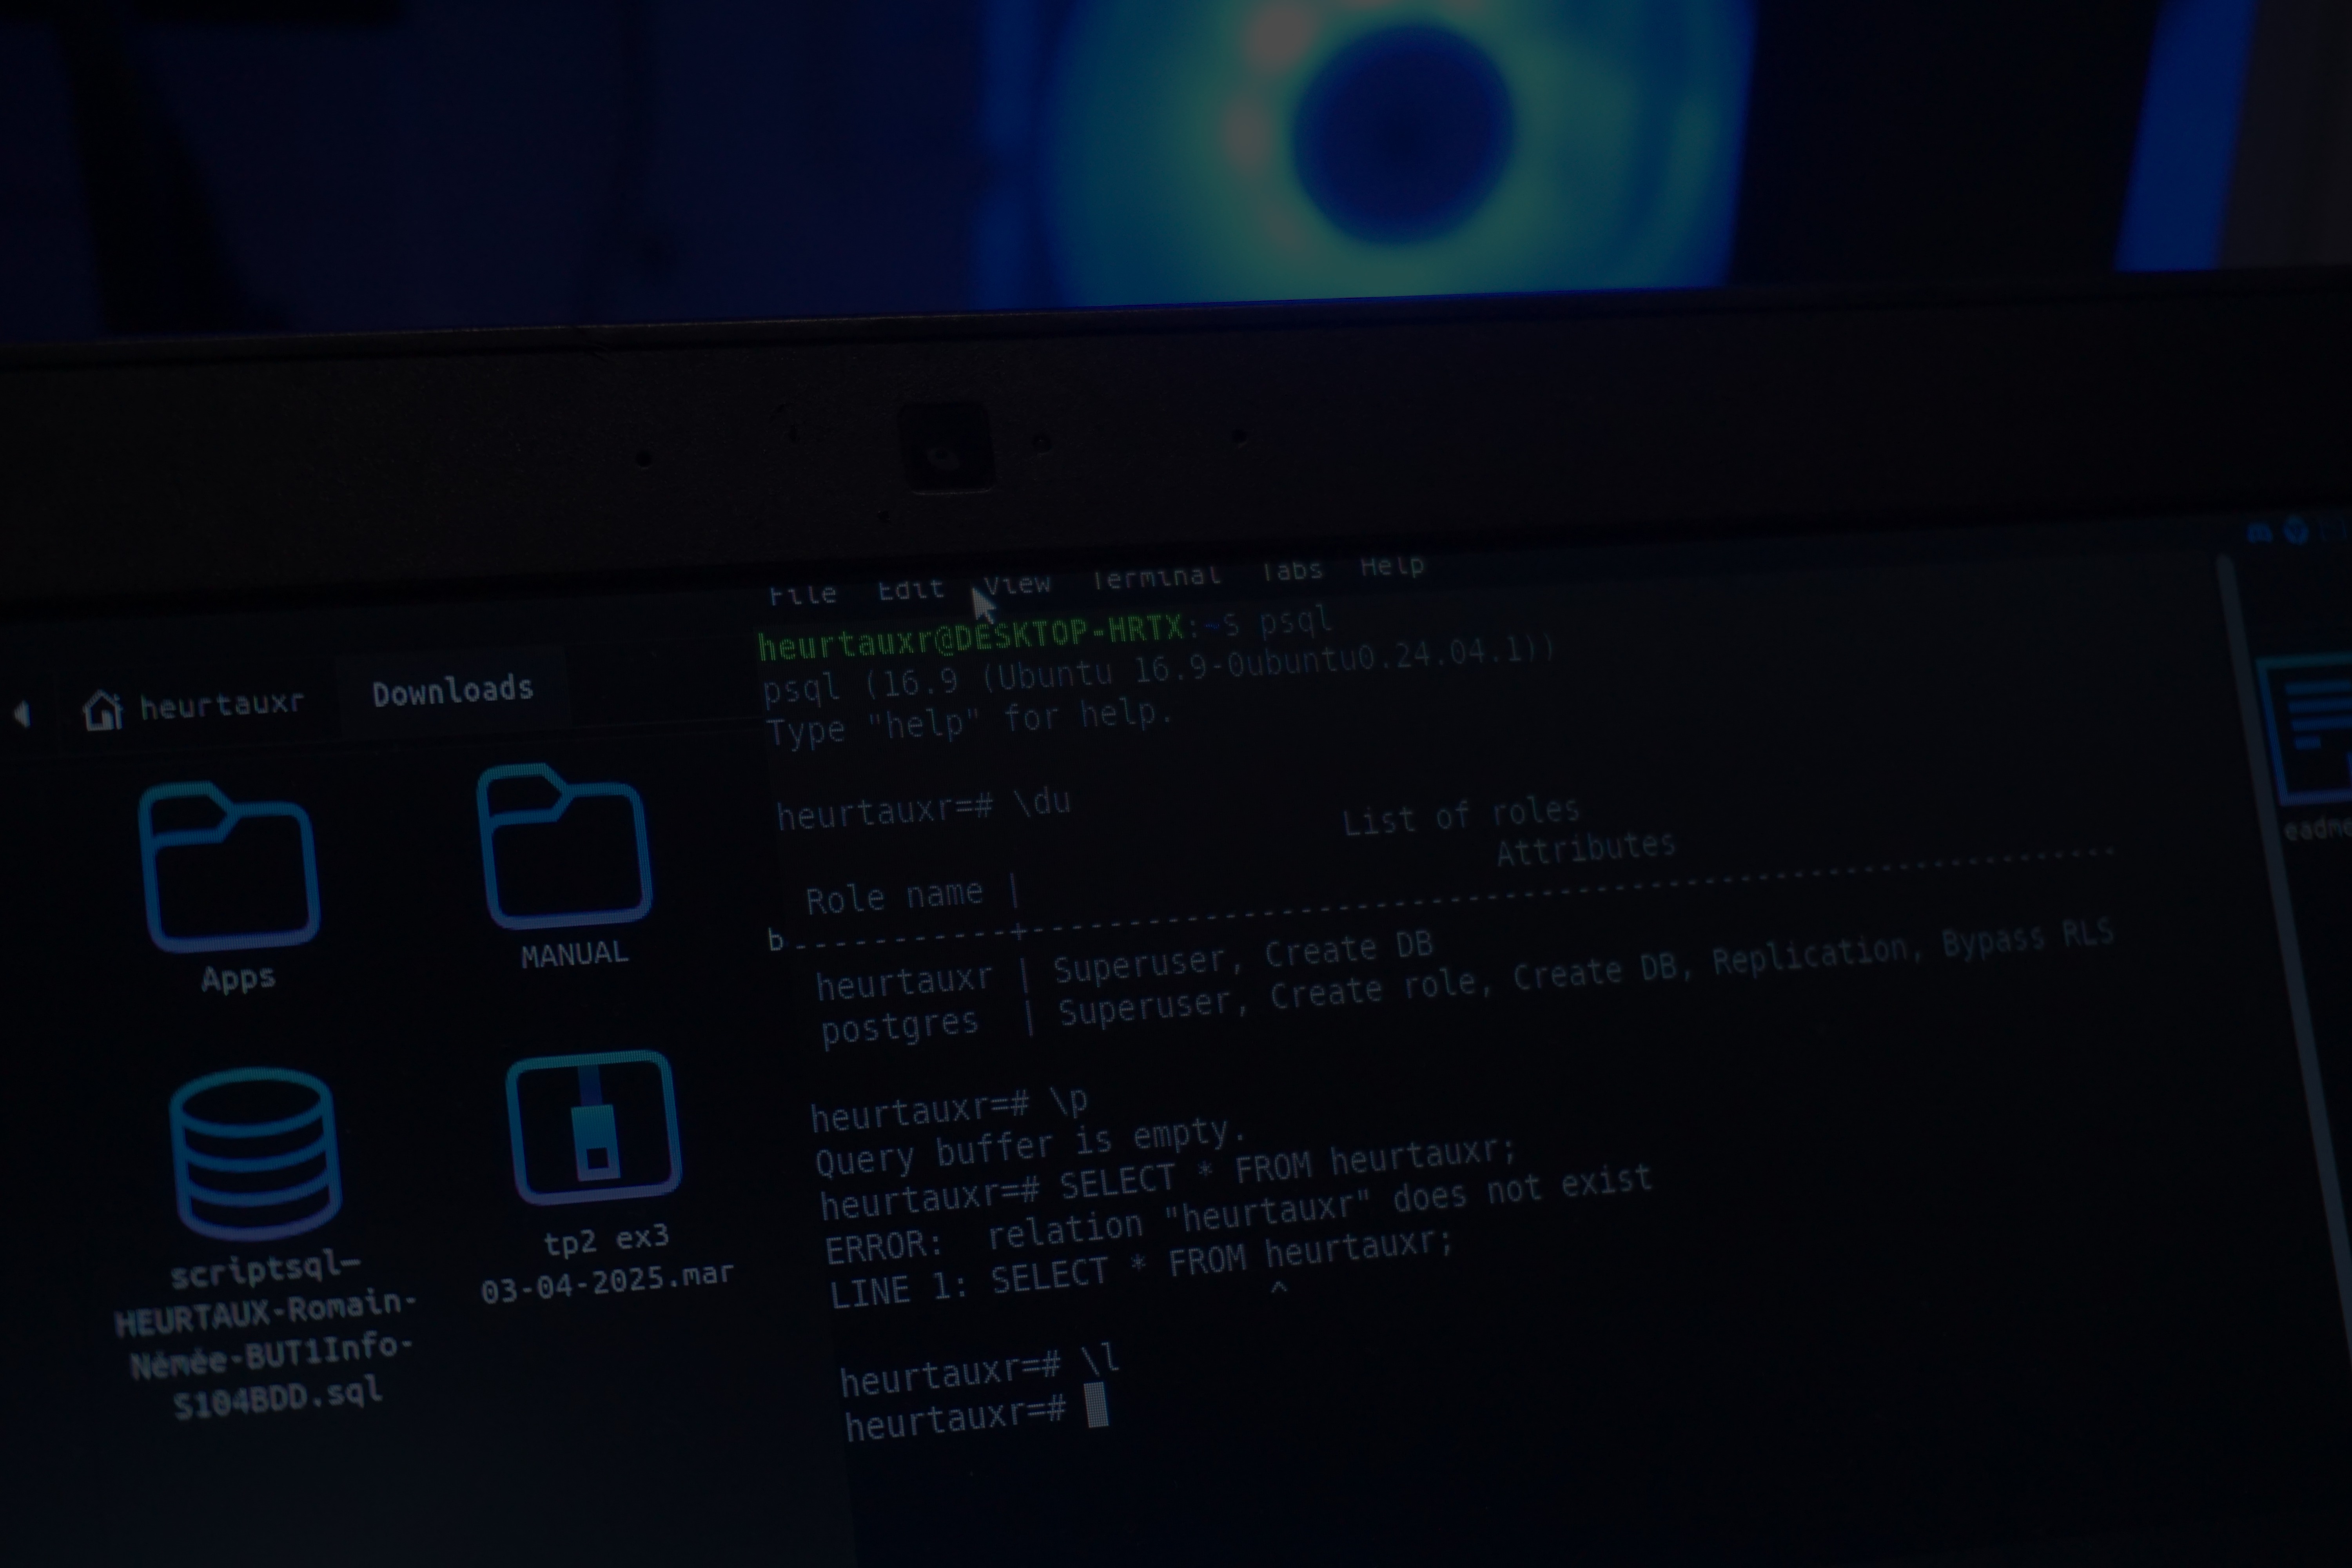 File Edit View Terminal Tabs Help
heurtauxr@DESKTOP-HRTX:~$ psql
psql (16.9 (Ubuntu 16.9-0ubuntu0.24.04.1))
Type "help" for help.
heurtauxr=# \du
List of roles
Role name | Attributes
b-----------+----------------------------------------------------
heurtauxr | Superuser, Create DB
postgres | Superuser, Create role, Create DB, Replication, Bypass RLS
heurtauxr=# \p
Query buffer is empty.
heurtauxr=# SELECT * FROM heurtauxr;
ERROR: relation "heurtauxr" does not exist
LINE 1: SELECT * FROM heurtauxr;
^
heurtauxr=# \l
heurtauxr=#
heurtauxr
Downloads
Apps
MANUAL
scriptsql—
HEURTAUX-Romain-
Némée-BUT1Info-
S104BDD.sql
tp2 ex3
03-04-2025.mar
eadme